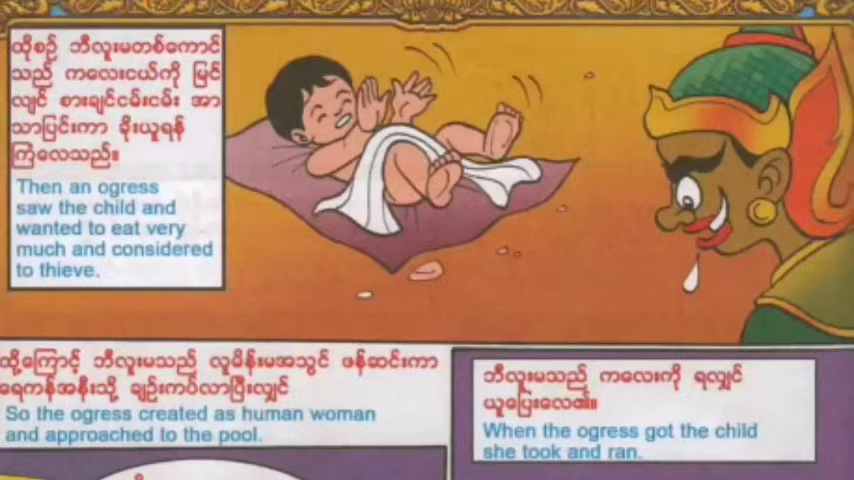 ထိုစဉ် ဘီလူးမတစ်ကောင်
သည် ကလေးငယ်ကို မြင်
လျင် စားချင်ငမ်းငမ်း အာ
သာပြင်းကာ ခိုးယူရန်
ကြံလေသည်။
Then an ogress
saw the child and
wanted to eat very
much and considered
to thieve.
ထို့ကြောင့် ဘီလူးမသည် လူမိန်းမအသွင် ဖန်ဆင်းကာ
ရေကန်အနီးသို့ ချဉ်းကပ်လာပြီးလျှင်
So the ogress created as human woman
and approached to the pool.
ဘီလူးမသည် ကလေးကို ရလျှင်
ယူပြေးလေ၏။
When the ogress got the child
she took and ran.